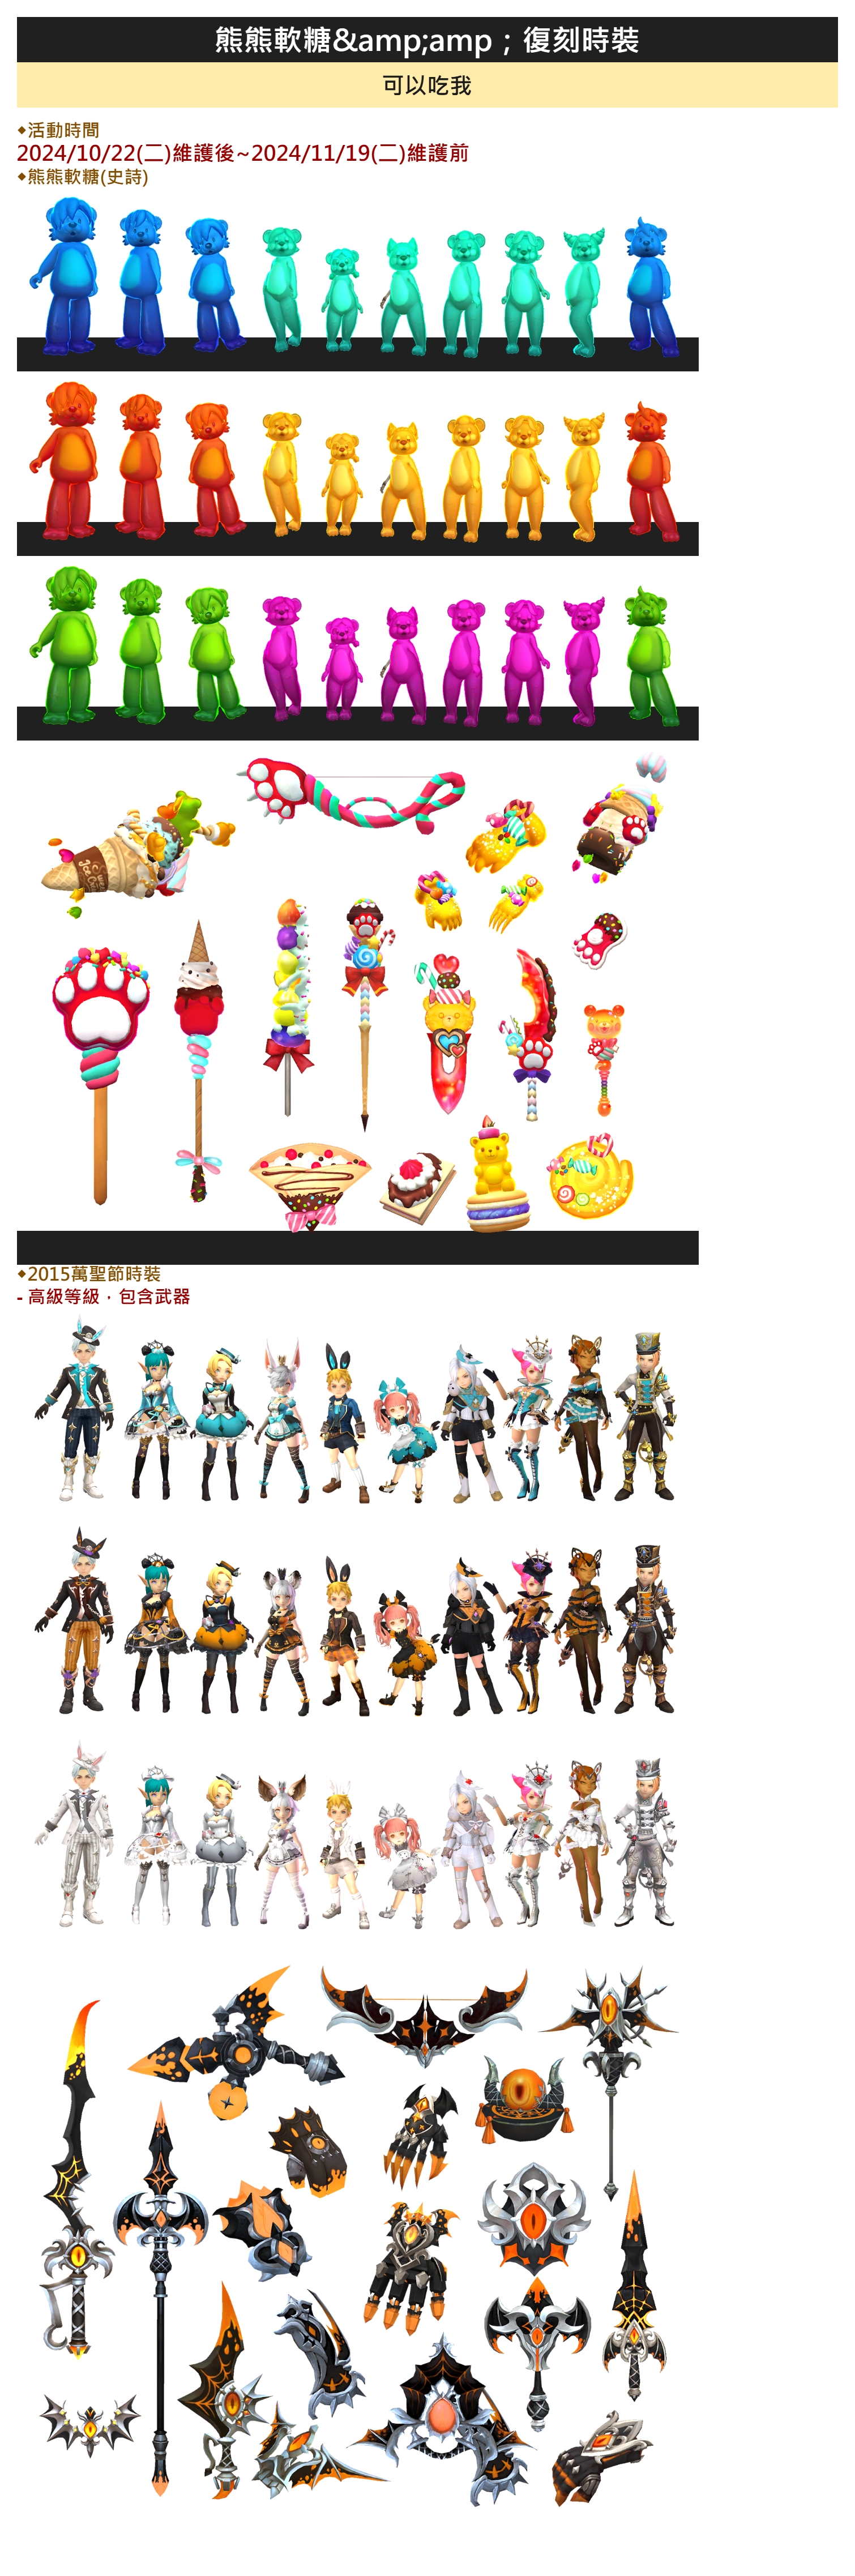 熊熊軟糖&amp;amp；復刻時裝
可以吃我
◆活動時間
2024/10/22(二)維護後~2024/11/19(二)維護前
◆熊熊軟糖(史詩)
◆2015萬聖節時裝
- 高級等級，包含武器